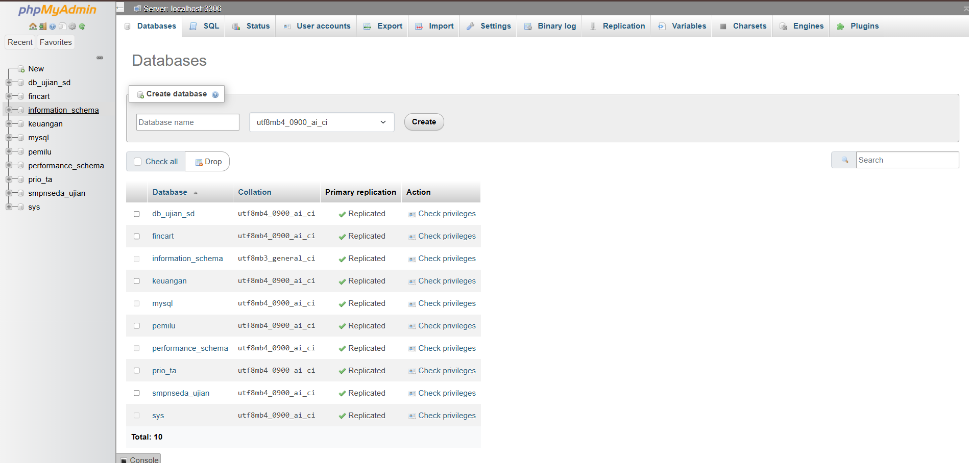 phpMyAdmin
Recent Favorites
New
db_ujian_sd
fincart
information_schema
keuangan
mysql
pemilu
performance_schema
prio_ta
smpnseda_ujian
sys
Server: localhost:3306
Databases SQL Status User accounts Export Import Settings Binary log Replication Variables Charsets Engines Plugins
Databases
Create database
Database name utf8mb4_0900_ai_ci Create
Check all Drop Search
Database Collation Primary replication Action
db_ujian_sd utf8mb4_0900_ai_ci Replicated Check privileges
fincart utf8mb4_0900_ai_ci Replicated Check privileges
information_schema utf8mb3_general_ci Replicated Check privileges
keuangan utf8mb4_0900_ai_ci Replicated Check privileges
mysql utf8mb4_0900_ai_ci Replicated Check privileges
pemilu utf8mb4_0900_ai_ci Replicated Check privileges
performance_schema utf8mb4_0900_ai_ci Replicated Check privileges
prio_ta utf8mb4_0900_ai_ci Replicated Check privileges
smpnseda_ujian utf8mb4_0900_ai_ci Replicated Check privileges
sys utf8mb4_0900_ai_ci Replicated Check privileges
Total: 10
Console